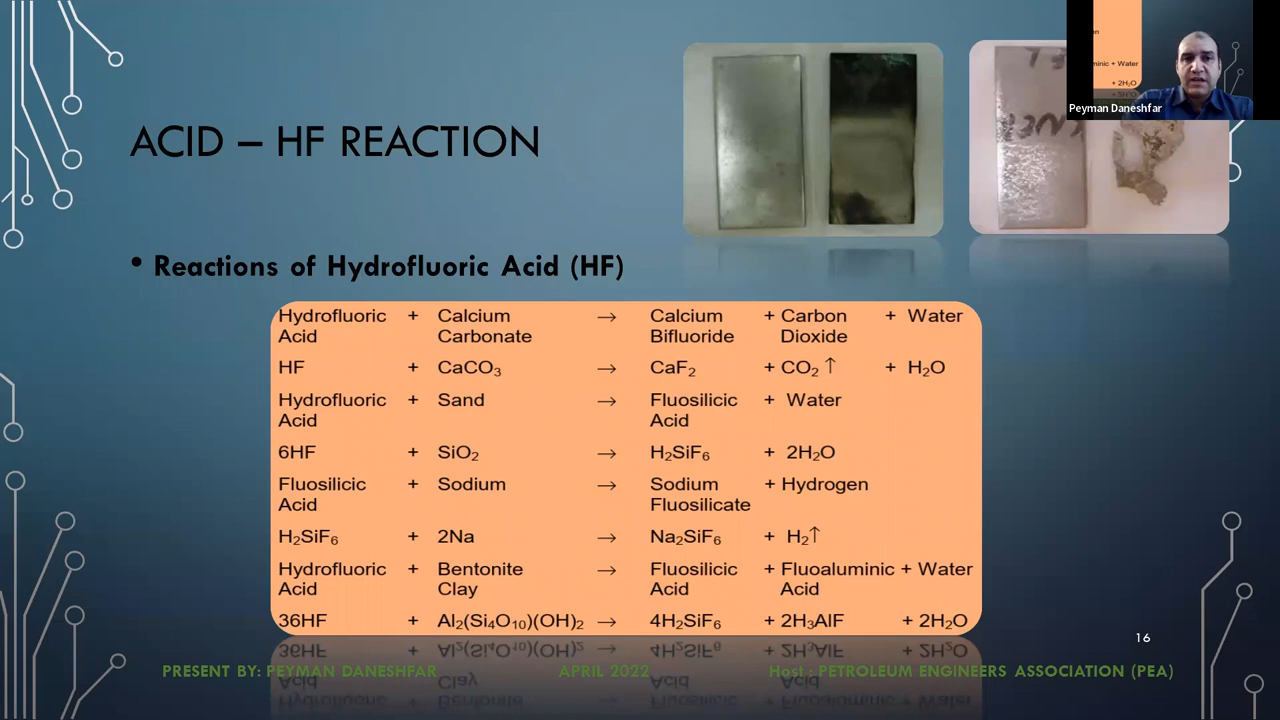 ACID – HF REACTION
• Reactions of Hydrofluoric Acid (HF)
Hydrofluoric Acid + Calcium Carbonate → Calcium Bifluoride + Carbon Dioxide + Water
HF + CaCO₃ → CaF₂ + CO₂ ↑ + H₂O
Hydrofluoric Acid + Sand → Fluosilicic Acid + Water
6HF + SiO₂ → H₂SiF₆ + 2H₂O
Fluosilicic Acid + Sodium → Sodium Fluosilicate + Hydrogen
H₂SiF₆ + 2Na → Na₂SiF₆ + H₂↑
Hydrofluoric Acid + Bentonite Clay → Fluosilicic Acid + Fluoaluminic Acid + Water
36HF + Al₂(Si₄O₁₀)(OH)₂ → 4H₂SiF₆ + 2H₃AlF + 2H₂O
Peyman Daneshfar
+ Water
+ 2H₂O
16
PRESENT BY: PEYMAN DANESHFAR APRIL 2022 Host : PETROLEUM ENGINEERS ASSOCIATION (PEA)